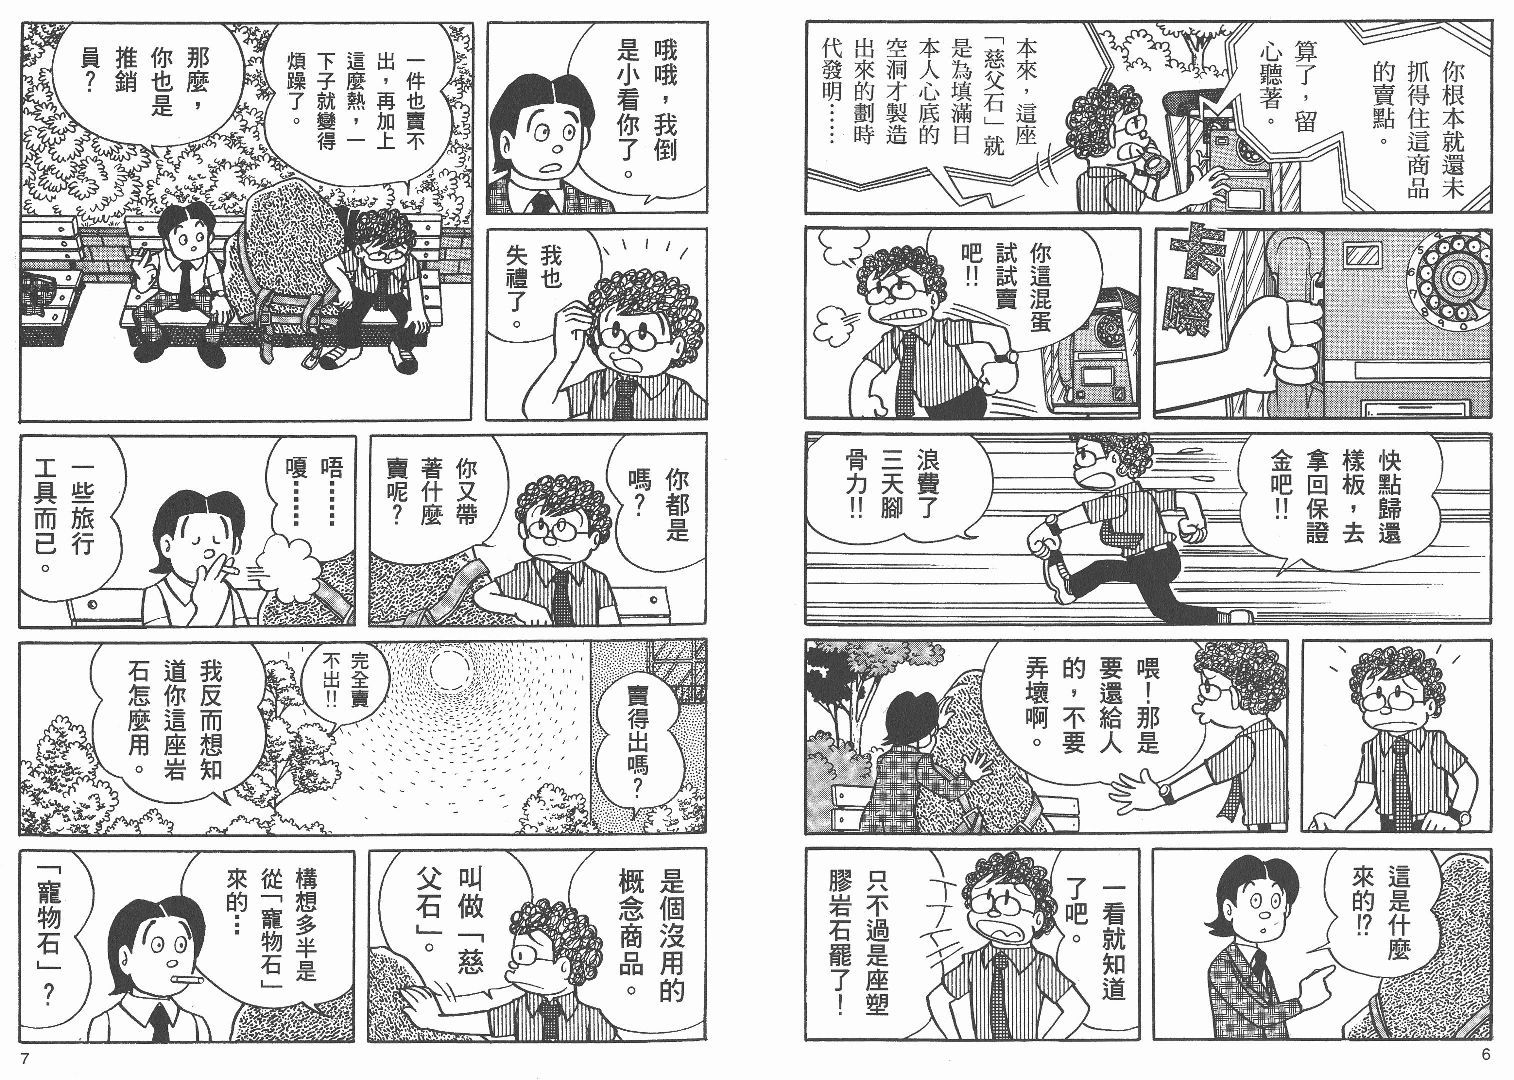 你根本就還未
抓得住這商品
的賣點。
算了，留
心聽著。
本來，這座
「慈父石」就
是為填滿日
本人心底的
空洞才製造
出來的劃時
代發明……
卡嚓
你這混蛋
試試賣
吧!!
快點歸還
樣板，去
拿回保證
金吧!!
浪費了
三天腳
骨力!!
喂！那是
要還給人
的，不要
弄壞啊。
這是什麼
來的!?
一看就知道
了吧。
只不過是座塑
膠岩石罷了！
6
哦哦，我倒
是小看你了。
我也
失禮了。
一件也賣不
出，再加上
這麼熱，一
下子就變得
煩躁了。
那麼，
你也是
推銷
員？
你都是
嗎？
你又帶
著什麼
賣呢？
唔………
嗄………
一些旅行
工具而已。
賣得出嗎？
完全賣
不出!!
我反而想知
道你這座岩
石怎麼用。
是個沒用的
概念商品。
叫做「慈
父石」。
構想多半是
從「寵物石」
來的…
「寵物石」？
7